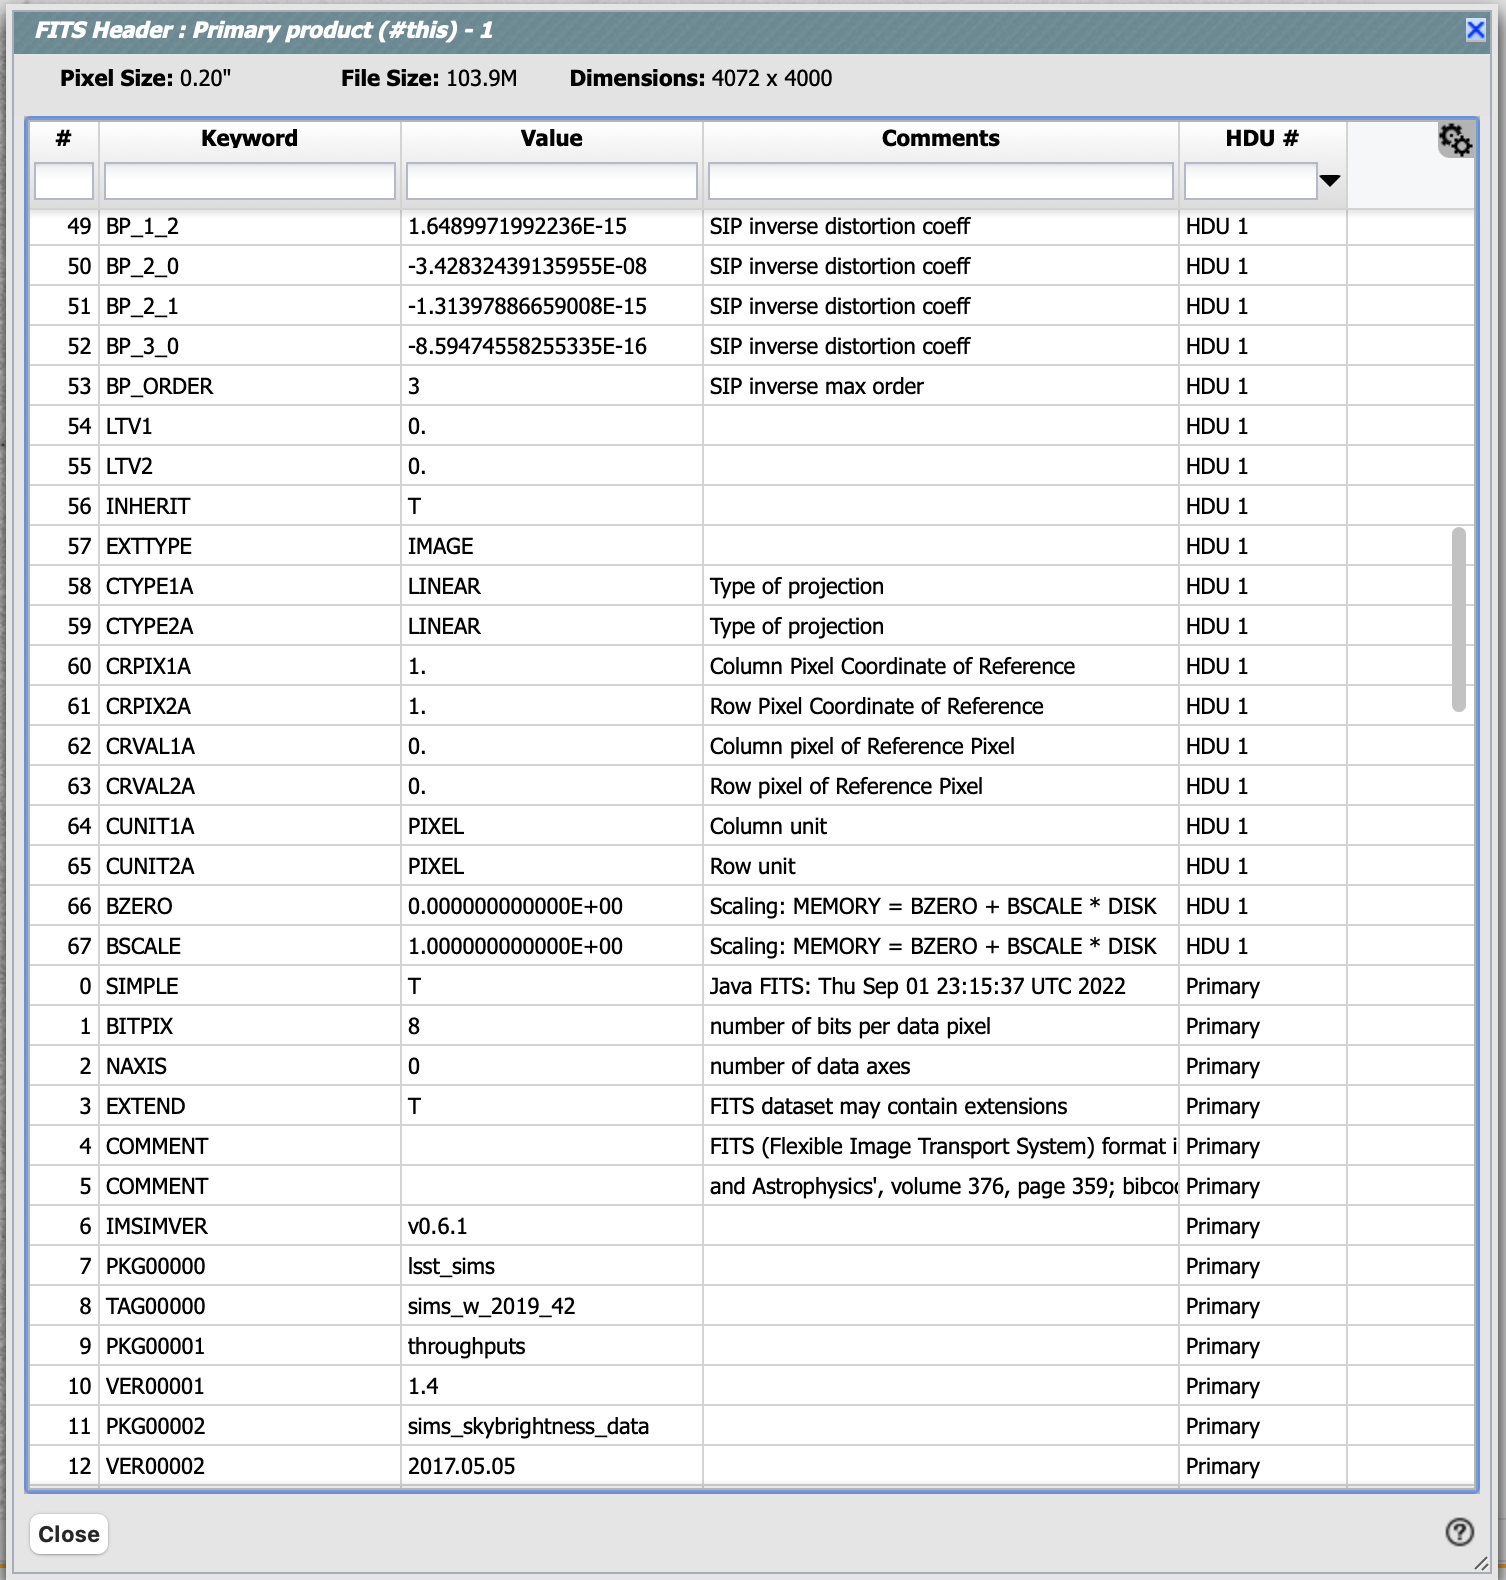 FITS Header : Primary product (#this) - 1
Pixel Size: 0.20" File Size: 103.9M Dimensions: 4072 x 4000
# Keyword Value Comments HDU #
49 BP_1_2 1.6489971992236E-15 SIP inverse distortion coeff HDU 1
50 BP_2_0 -3.42832439135955E-08 SIP inverse distortion coeff HDU 1
51 BP_2_1 -1.31397886659008E-15 SIP inverse distortion coeff HDU 1
52 BP_3_0 -8.59474558255335E-16 SIP inverse distortion coeff HDU 1
53 BP_ORDER 3 SIP inverse max order HDU 1
54 LTV1 0. HDU 1
55 LTV2 0. HDU 1
56 INHERIT T HDU 1
57 EXTTYPE IMAGE HDU 1
58 CTYPE1A LINEAR Type of projection HDU 1
59 CTYPE2A LINEAR Type of projection HDU 1
60 CRPIX1A 1. Column Pixel Coordinate of Reference HDU 1
61 CRPIX2A 1. Row Pixel Coordinate of Reference HDU 1
62 CRVAL1A 0. Column pixel of Reference Pixel HDU 1
63 CRVAL2A 0. Row pixel of Reference Pixel HDU 1
64 CUNIT1A PIXEL Column unit HDU 1
65 CUNIT2A PIXEL Row unit HDU 1
66 BZERO 0.000000000000E+00 Scaling: MEMORY = BZERO + BSCALE * DISK HDU 1
67 BSCALE 1.000000000000E+00 Scaling: MEMORY = BZERO + BSCALE * DISK HDU 1
0 SIMPLE T Java FITS: Thu Sep 01 23:15:37 UTC 2022 Primary
1 BITPIX 8 number of bits per data pixel Primary
2 NAXIS 0 number of data axes Primary
3 EXTEND T FITS dataset may contain extensions Primary
4 COMMENT FITS (Flexible Image Transport System) format i Primary
5 COMMENT and Astrophysics', volume 376, page 359; bibcod Primary
6 IMSIMVER v0.6.1 Primary
7 PKG00000 lsst_sims Primary
8 TAG00000 sims_w_2019_42 Primary
9 PKG00001 throughputs Primary
10 VER00001 1.4 Primary
11 PKG00002 sims_skybrightness_data Primary
12 VER00002 2017.05.05 Primary
Close